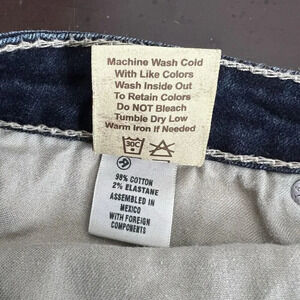 Machine Wash Cold
With Like Colors
Wash Inside Out
To Retain Colors
Do NOT Bleach
Tumble Dry Low
Warm Iron If Needed
30C
98% COTTON
2% ELASTANE
ASSEMBLED IN
MEXICO
WITH FOREIGN
COMPONENTS